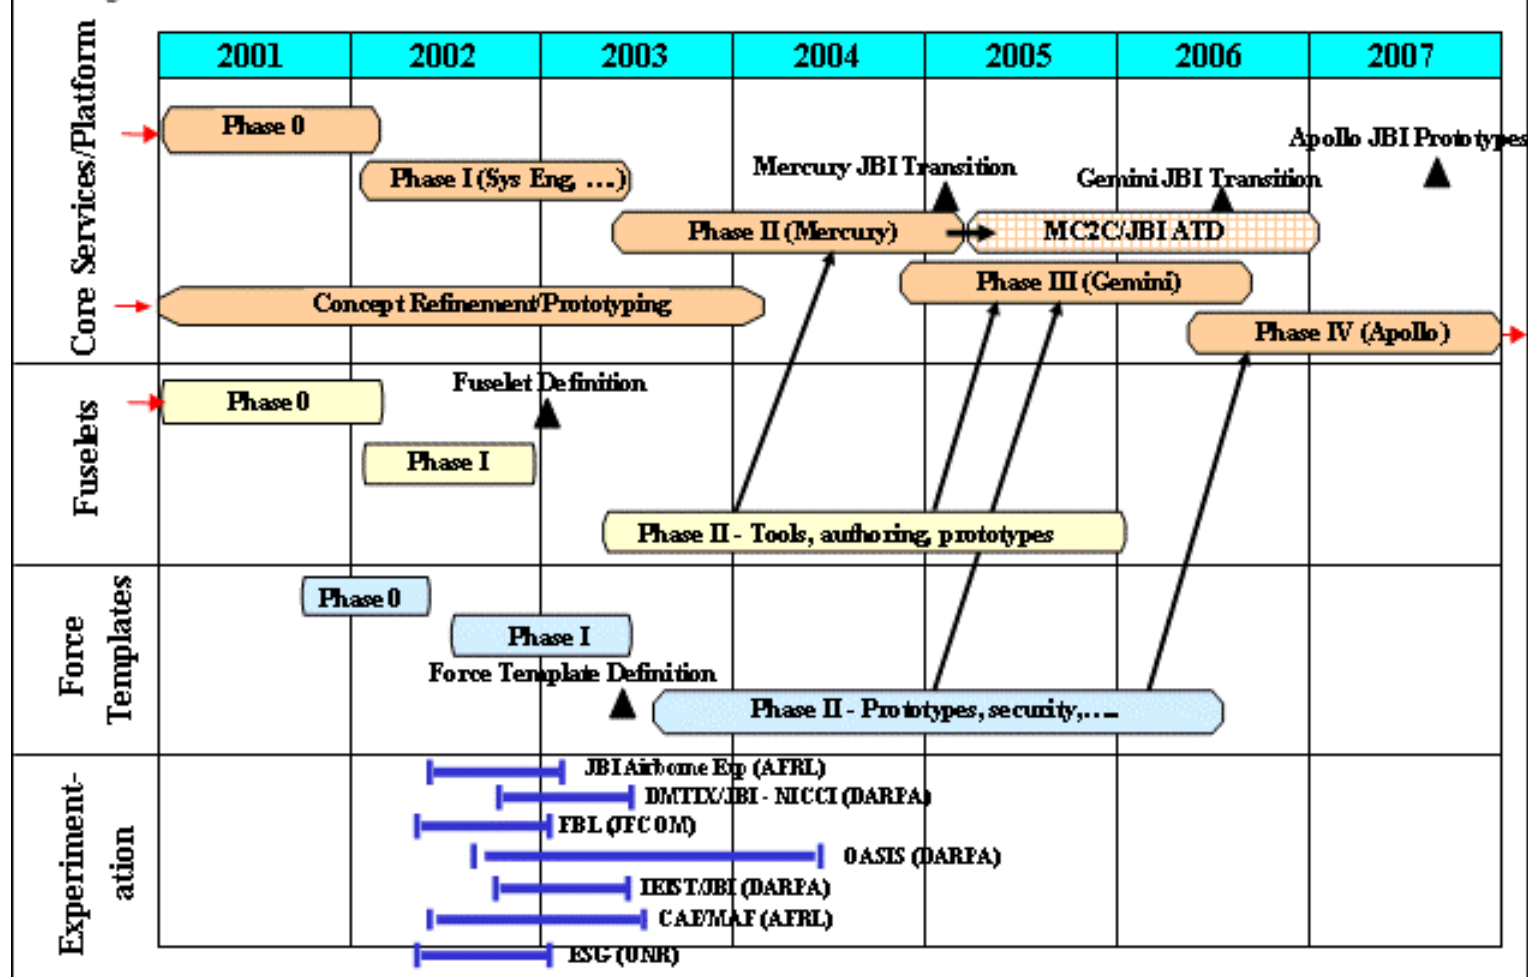 2001 2002 2003 2004 2005 2006 2007
Core Services/Platform
Phase 0
Apollo JBI Prototypes
Mercury JBI Transition
Phase I (Sys Eng, ....)
Gemini JBI Transition
Phase II (Mercury)
MC2C/JBI ATD
Phase III (Gemini)
Concept Refinement/Prototyping
Phase IV (Apollo)
Fuselets
Phase 0
Fuselet Definition
Phase I
Phase II - Tools, authoring, prototypes
Force
Templates
Phase 0
Phase I
Force Template Definition
Phase II - Prototypes, security,.....
Experiment-
ation
JBI Airborne Exp (AFRL)
DMTIX/JBI - NICCI (DARPA)
FBL (JFCOM)
OASIS (DARPA)
IEIST/JBI (DARPA)
CAF/MAF (AFRL)
ESG (ONR)